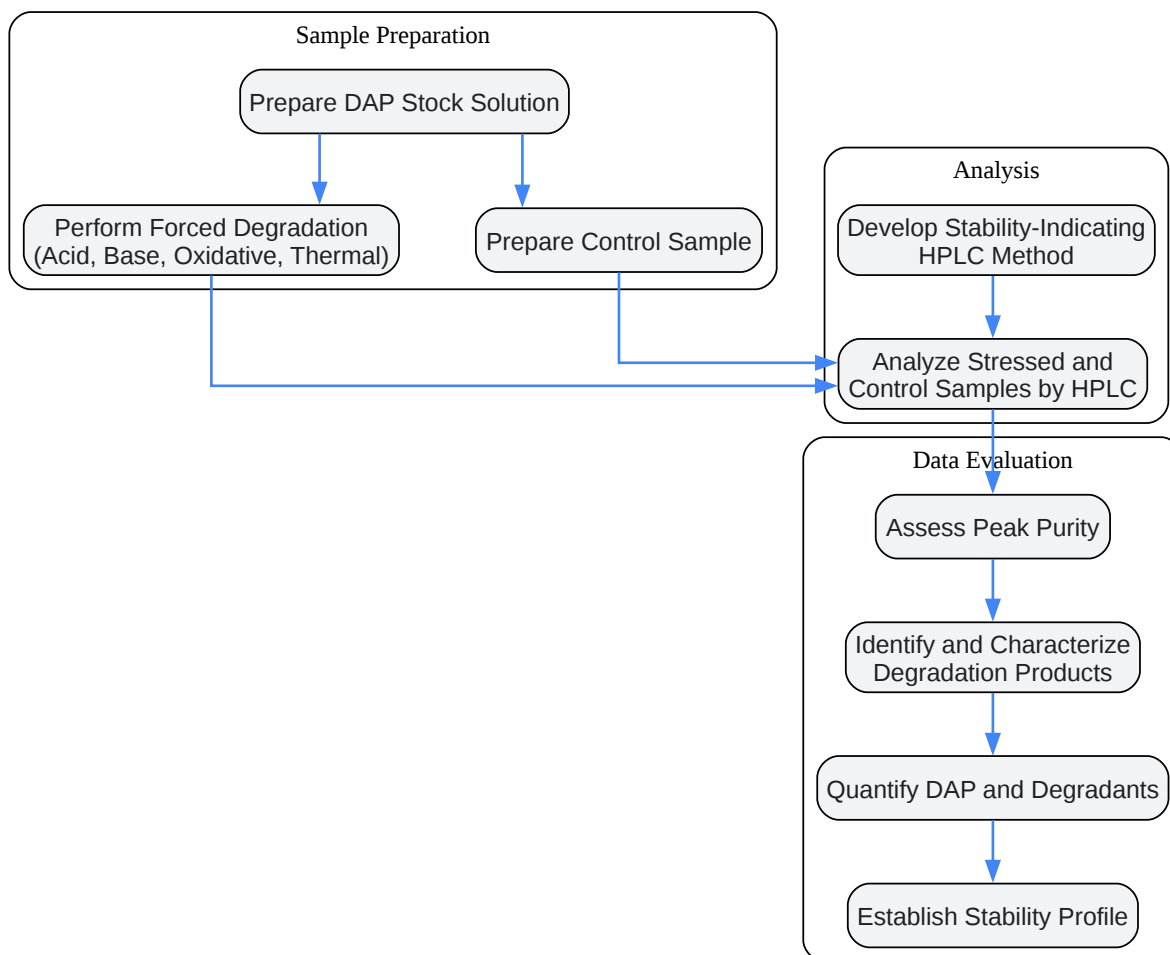 Sample Preparation
Prepare DAP Stock Solution
Perform Forced Degradation
(Acid, Base, Oxidative, Thermal)
Prepare Control Sample
Analysis
Develop Stability-Indicating
HPLC Method
Analyze Stressed and
Control Samples by HPLC
Data Evaluation
Assess Peak Purity
Identify and Characterize
Degradation Products
Quantify DAP and Degradants
Establish Stability Profile